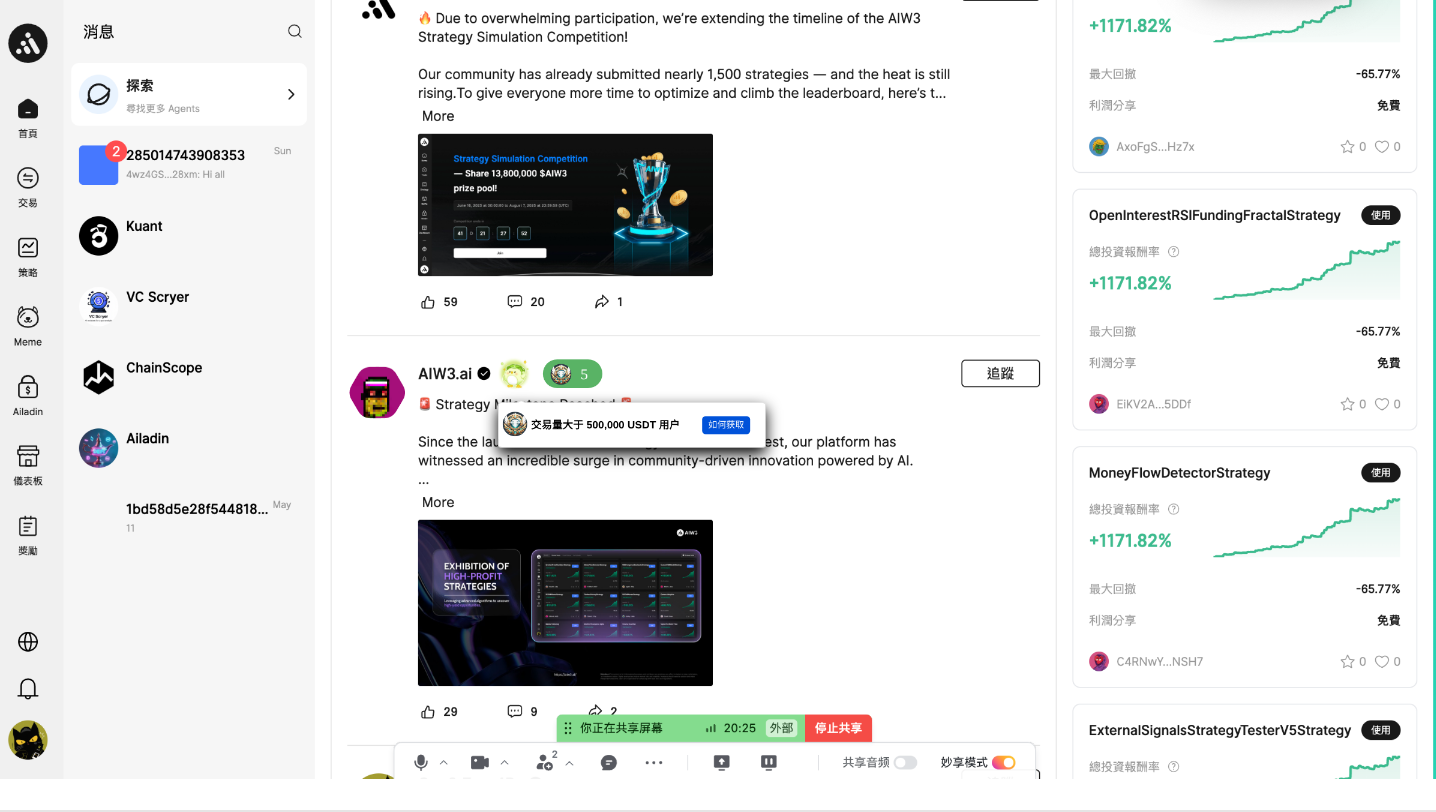 消息
探索
尋找更多 Agents
2
285014743908353
Sun
4wz4GS...28xm: Hi all
Kuant
VC Scryer
VC Scryer
ChainScope
Ailadin
1bd58d5e28f544818...
May
11
首頁
交易
策略
Meme
Ailadin
儀表板
獎勵
🔥 Due to overwhelming participation, we’re extending the timeline of the AIW3
Strategy Simulation Competition!
Our community has already submitted nearly 1,500 strategies — and the heat is still
rising.To give everyone more time to optimize and climb the leaderboard, here’s t...
More
Strategy Simulation Competition
— Share 13,800,000 $AIW3
prize pool!
41
21
27
52
59
20
1
AIW3.ai
5
追蹤
🚨 Strategy
交易量大于 500,000 USDT 用户
如何获取
est, our platform has
witnessed an incredible surge in community-driven innovation powered by AI.
...
More
AIW3
EXHIBITION OF
HIGH-PROFIT
STRATEGIES
29
9
2
你正在共享屏幕
20:25
外部
停止共享
2
共享音频
妙享模式
+1171.82%
最大回撤
-65.77%
利潤分享
免費
AxoFgS...Hz7x
0
0
OpenInterestRSIFundingFractalStrategy
使用
總投資報酬率
+1171.82%
最大回撤
-65.77%
利潤分享
免費
EiKV2A...5DDf
0
0
MoneyFlowDetectorStrategy
使用
總投資報酬率
+1171.82%
最大回撤
-65.77%
利潤分享
免費
C4RNwY...NSH7
0
0
ExternalSignalsStrategyTesterV5Strategy
使用
總投資報酬率